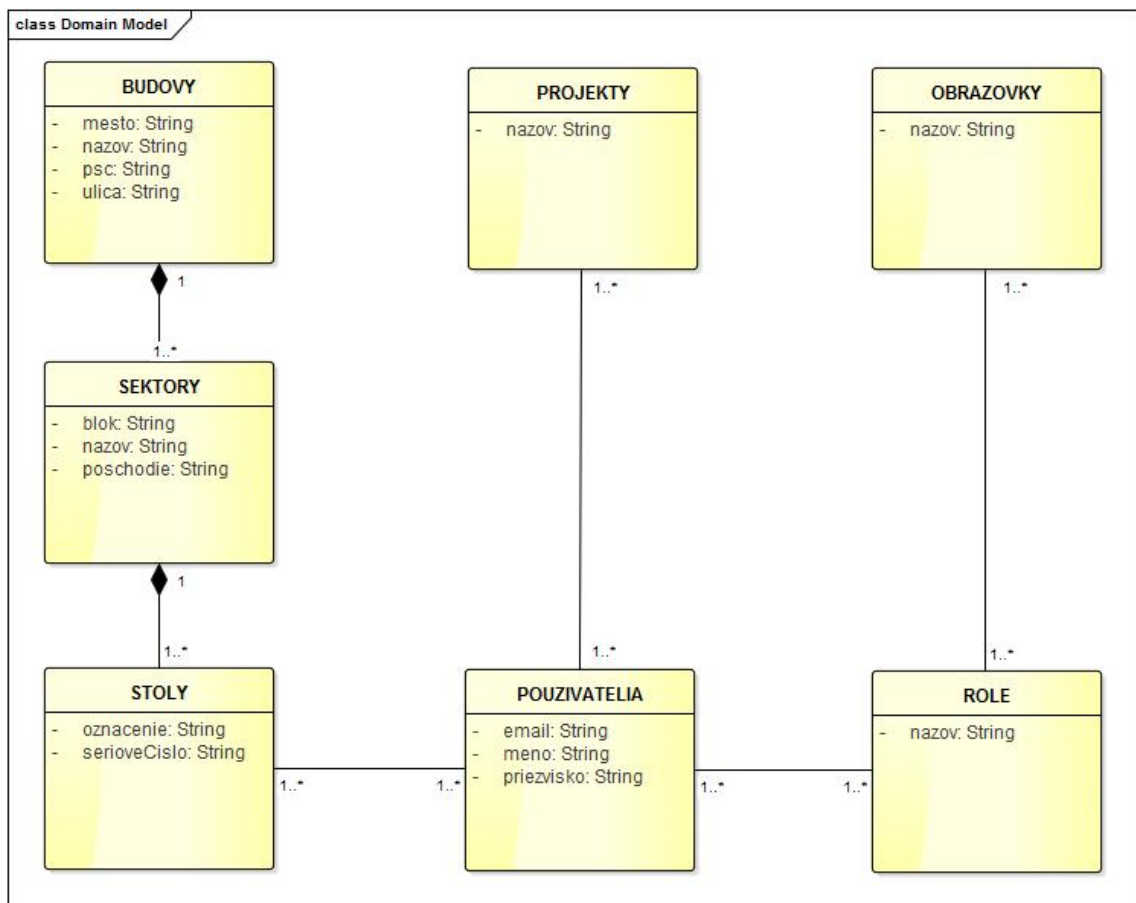 class Domain Model
BUDOVY
- mesto: String
- nazov: String
- psc: String
- ulica: String
1
1..*
SEKTORY
- blok: String
- nazov: String
- poschodie: String
1
1..*
STOLY
- oznacenie: String
- serioveCislo: String
1..*
1..*
PROJEKTY
- nazov: String
1..*
1..*
POUZIVATELIA
- email: String
- meno: String
- priezvisko: String
1..*
1..*
OBRAZOVKY
- nazov: String
1..*
1..*
ROLE
- nazov: String